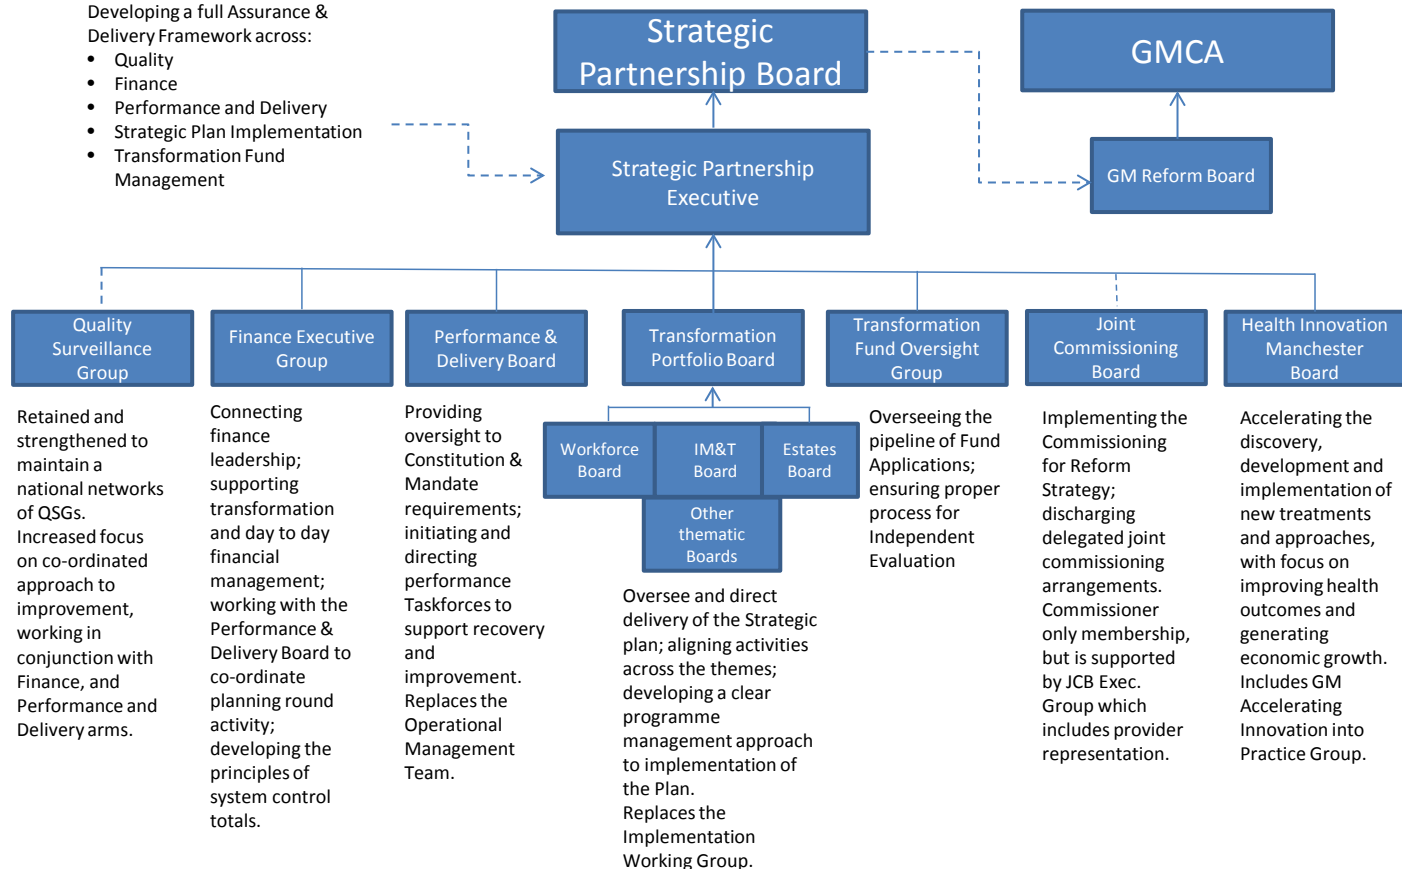 Developing a full Assurance &
Delivery Framework across:
• Quality
• Finance
• Performance and Delivery
• Strategic Plan Implementation
• Transformation Fund
Management
Strategic
Partnership Board
GMCA
Strategic Partnership
Executive
GM Reform Board
Quality
Surveillance
Group
Finance Executive
Group
Performance &
Delivery Board
Transformation
Portfolio Board
Transformation
Fund Oversight
Group
Joint
Commissioning
Board
Health Innovation
Manchester
Board
Retained and
strengthened to
maintain a
national networks
of QSGs.
Increased focus
on co-ordinated
approach to
improvement,
working in
conjunction with
Finance, and
Performance and
Delivery arms.
Connecting
finance
leadership;
supporting
transformation
and day to day
financial
management;
working with the
Performance &
Delivery Board to
co-ordinate
planning round
activity;
developing the
principles of
system control
totals.
Providing
oversight to
Constitution &
Mandate
requirements;
initiating and
directing
performance
Taskforces to
support recovery
and
improvement.
Replaces the
Operational
Management
Team.
Workforce
Board
IM&T
Board
Estates
Board
Other
thematic
Boards
Oversee and direct
delivery of the Strategic
plan; aligning activities
across the themes;
developing a clear
programme
management approach
to implementation of
the Plan.
Replaces the
Implementation
Working Group.
Overseeing the
pipeline of Fund
Applications;
ensuring proper
process for
Independent
Evaluation
Implementing the
Commissioning
for Reform
Strategy;
discharging
delegated joint
commissioning
arrangements.
Commissioner
only membership,
but is supported
by JCB Exec.
Group which
includes provider
representation.
Accelerating the
discovery,
development and
implementation of
new treatments
and approaches,
with focus on
improving health
outcomes and
generating
economic growth.
Includes GM
Accelerating
Innovation into
Practice Group.